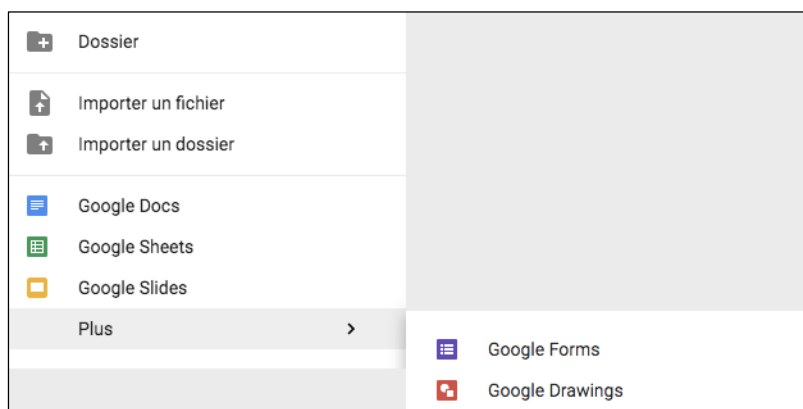 Dossier
Importer un fichier
Importer un dossier
Google Docs
Google Sheets
Google Slides
Plus
Google Forms
Google Drawings